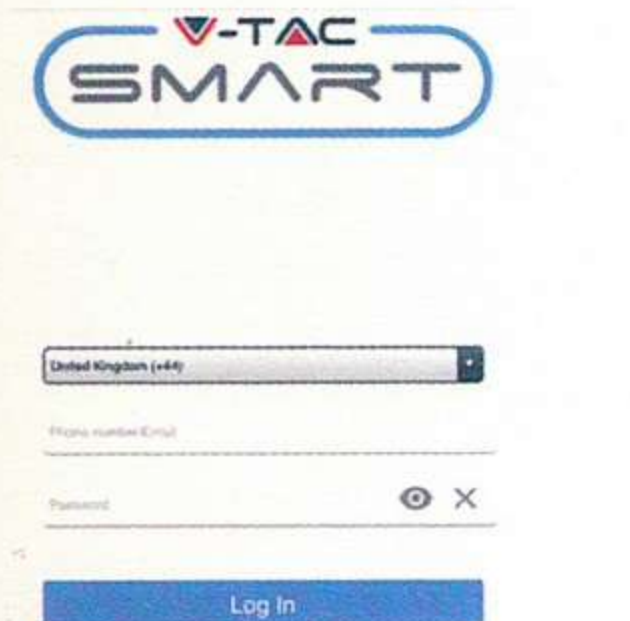 V-TAC
SMART
United Kingdom (+44)
Phone number/Email
Password
Log In